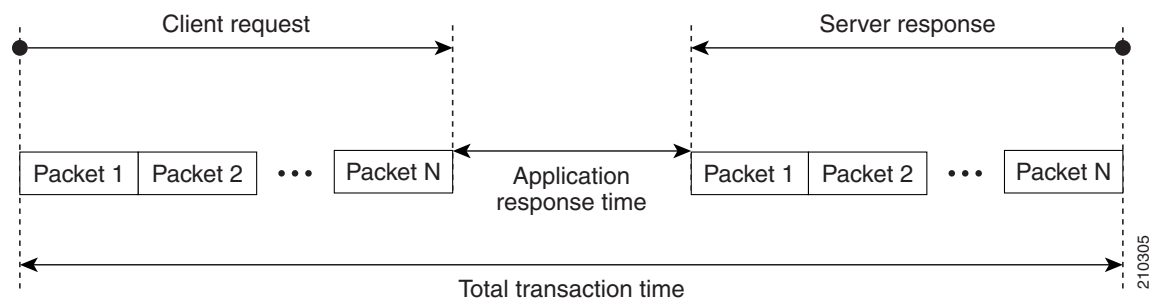 Client request
Server response
Packet 1
Packet 2
•••
Packet N
Application
response time
Packet 1
Packet 2
•••
Packet N
Total transaction time
210305